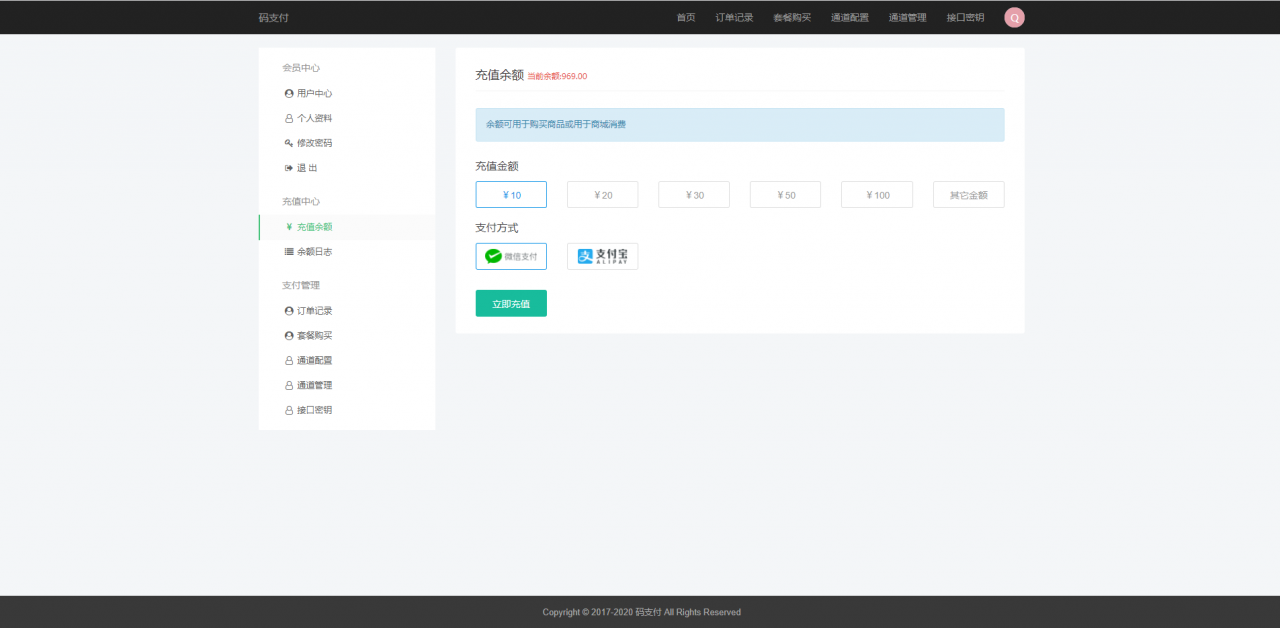 码支付
首页 订单记录 套餐购买 通道配置 通道管理 接口密钥 Q
会员中心
用户中心
个人资料
修改密码
退 出
充值中心
¥ 充值余额
余额日志
支付管理
订单记录
套餐购买
通道配置
通道管理
接口密钥
充值余额 当前余额:969.00
余额可用于购买商品或用于商城消费
充值金额
¥ 10 ¥ 20 ¥ 30 ¥ 50 ¥ 100 其它金额
支付方式
微信支付 支 支付宝 ALIPAY
立即充值
Copyright © 2017-2020 码支付 All Rights Reserved